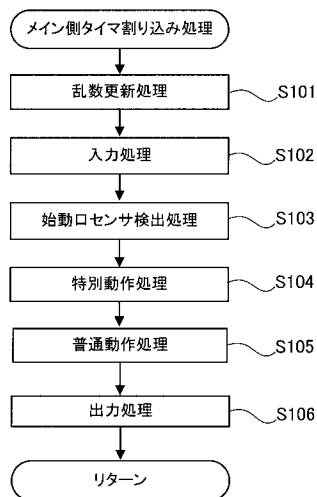 メイン側タイマ割り込み処理
乱数更新処理 S101
入力処理 S102
始動口センサ検出処理 S103
特別動作処理 S104
普通動作処理 S105
出力処理 S106
リターン